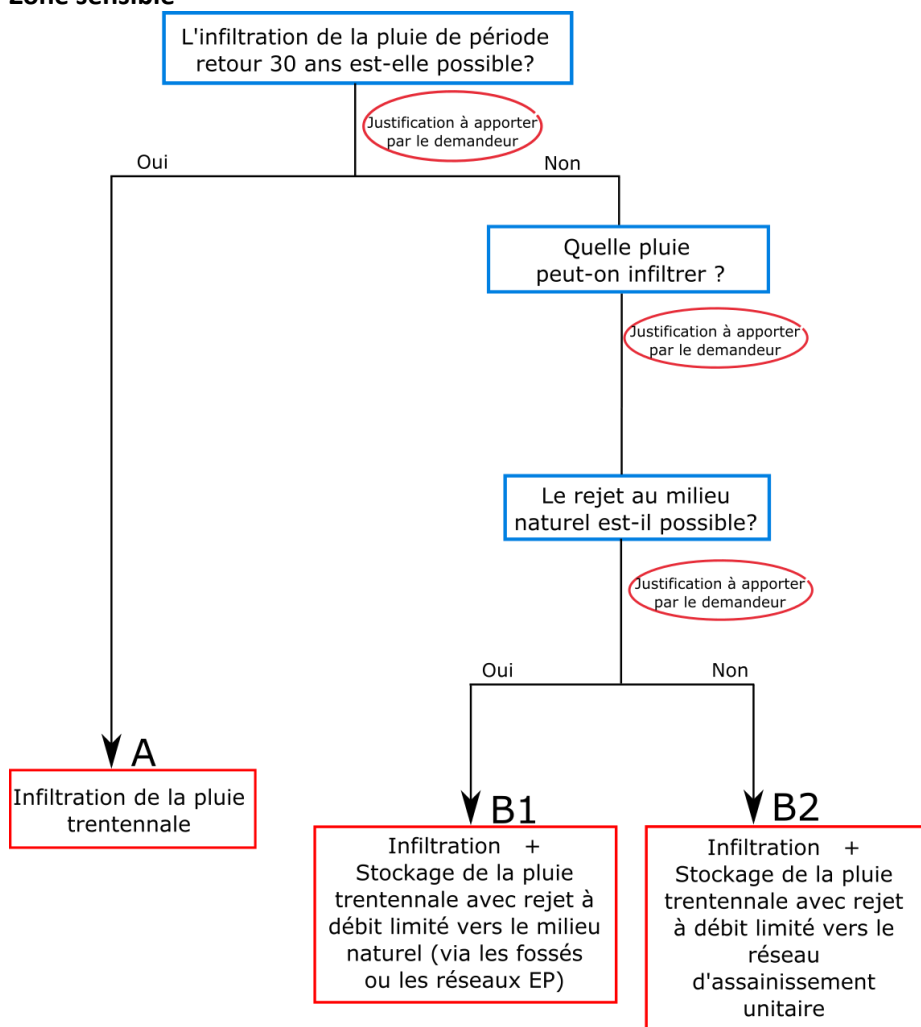 Zone sensible
L'infiltration de la pluie de période
retour 30 ans est-elle possible?
Justification à apporter
par le demandeur
Oui
Non
Quelle pluie
peut-on infiltrer ?
Justification à apporter
par le demandeur
Le rejet au milieu
naturel est-il possible?
Justification à apporter
par le demandeur
Oui
Non
A
Infiltration de la pluie
trentennale
B1
Infiltration +
Stockage de la pluie
trentennale avec rejet à
débit limité vers le milieu
naturel (via les fossés
ou les réseaux EP)
B2
Infiltration +
Stockage de la pluie
trentennale avec rejet
à débit limité vers le
réseau
d'assainissement
unitaire